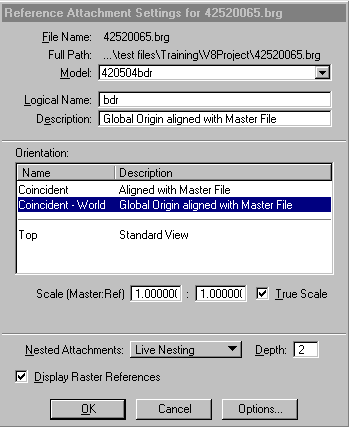 Reference Attachment Settings for 42520065.brg
File Name: 42520065.brg
Full Path: ...\test files\Training\V8Project\42520065.brg
Model: 420504bdr
Logical Name: bdr
Description: Global Origin aligned with Master File
Orientation:
Name Description
Coincident Aligned with Master File
Coincident - World Global Origin aligned with Master File
Top Standard View
Scale (Master:Ref) 1.000000 : 1.000000 True Scale
Nested Attachments: Live Nesting Depth: 2
Display Raster References
OK Cancel Options...